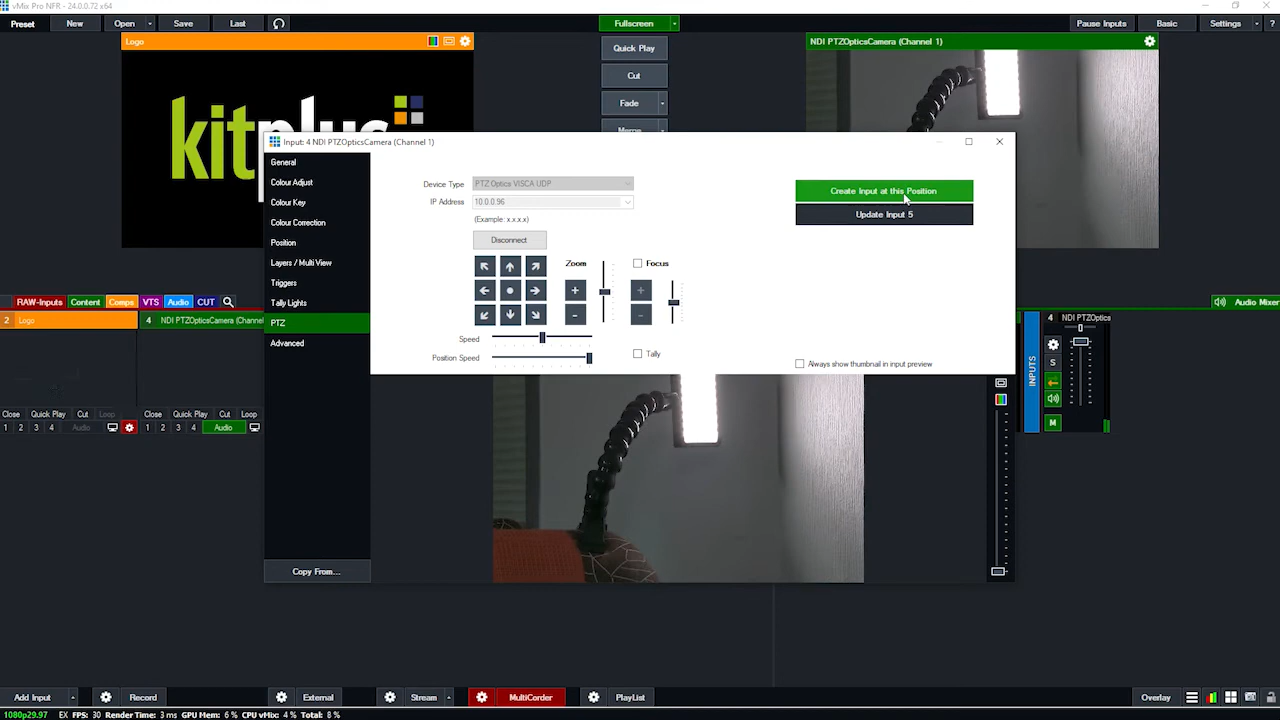 vMix Pro NFR - 24.0.0.72 x64
Preset New Open Save Last Fullscreen Pause Inputs Basic Settings ?
Logo
NDI PTZOpticsCamera (Channel 1)
Quick Play
Cut
Fade
Merge
kitplus
Input: 4 NDI PTZOpticsCamera (Channel 1)
General
Colour Adjust
Colour Key
Colour Correction
Position
Layers / Multi View
Triggers
Tally Lights
PTZ
Advanced
Copy From...
Device Type PTZ Optics VISCA UDP
IP Address 10.0.0.96
(Example: x.x.x.x)
Disconnect
Zoom Focus
+ +
- -
Speed
Position Speed
Tally
Create Input at this Position
Update Input 5
Always show thumbnail in input preview
RAW-Inputs Content Comps VTS Audio CUT
2 Logo
4 NDI PTZOpticsCamera (Channe
Close Quick Play Cut Loop Close Quick Play Cut Loop
1 2 3 4 Audio 1 2 3 4 Audio
Audio Mixer
INPUTS
4 NDI PTZOptics
S
M
Add Input Record External Stream MultiCorder PlayList Overlay
1080p29.97 EX FPS: 30 Render Time: 3 ms GPU Mem: 6 % CPU vMix: 4 % Total: 8 %